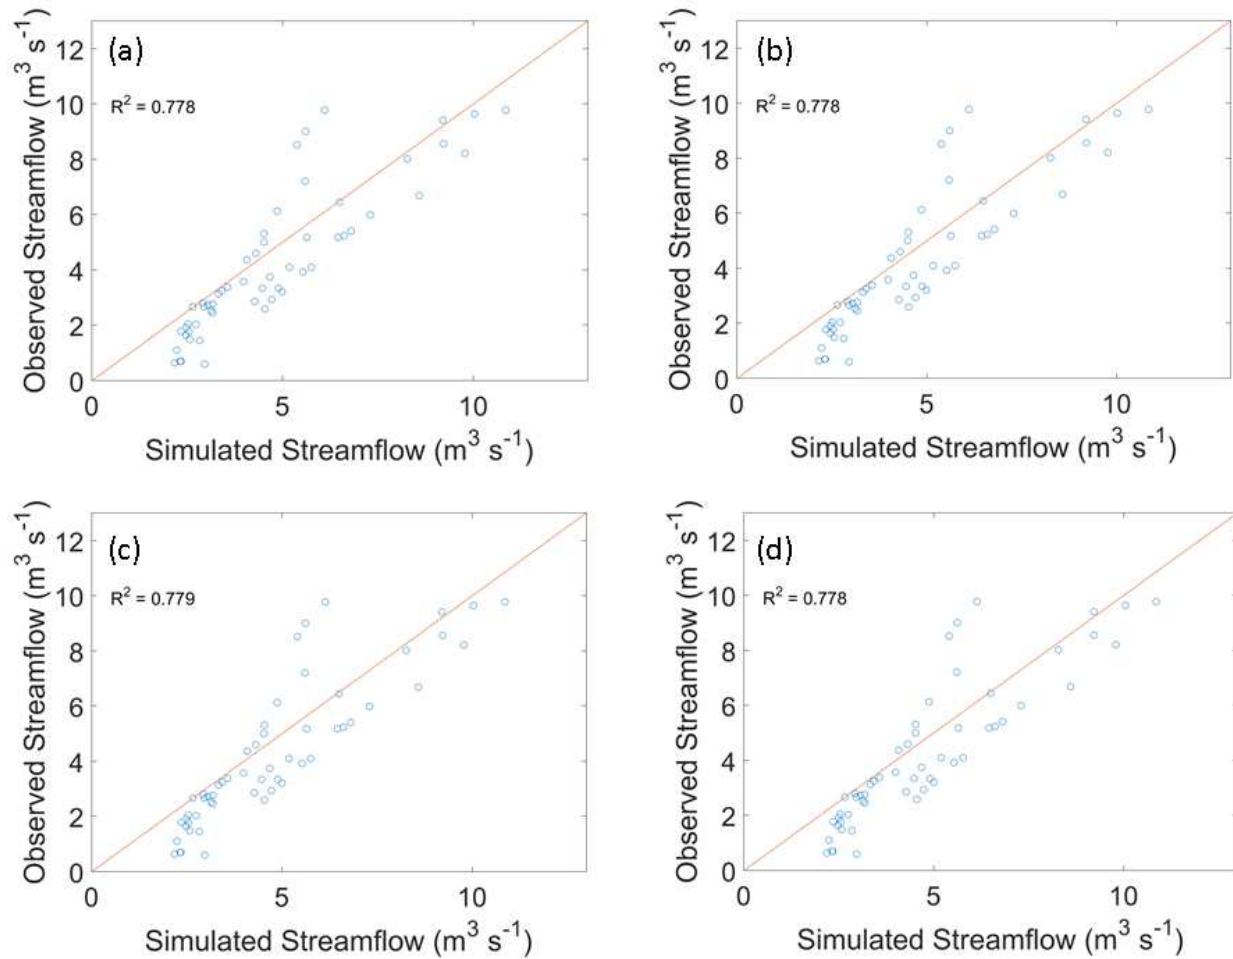 (a)
R² = 0.778
Observed Streamflow (m³ s⁻¹)
12
10
8
6
4
2
0
0 5 10
Simulated Streamflow (m³ s⁻¹)
(b)
R² = 0.778
Observed Streamflow (m³ s⁻¹)
12
10
8
6
4
2
0
0 5 10
Simulated Streamflow (m³ s⁻¹)
(c)
R² = 0.779
Observed Streamflow (m³ s⁻¹)
12
10
8
6
4
2
0
0 5 10
Simulated Streamflow (m³ s⁻¹)
(d)
R² = 0.778
Observed Streamflow (m³ s⁻¹)
12
10
8
6
4
2
0
0 5 10
Simulated Streamflow (m³ s⁻¹)